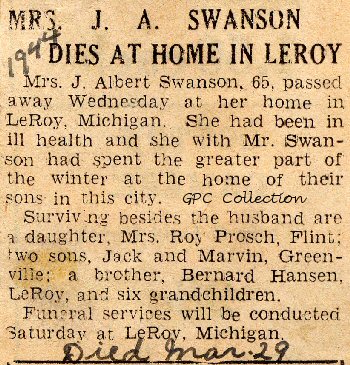 MRS. J. A. SWANSON
1944
DIES AT HOME IN LEROY
Mrs. J. Albert Swanson, 65, passed
away Wednesday at her home in
LeRoy, Michigan. She had been in
ill health and she with Mr. Swan-
son had spent the greater part of
the winter at the home of their
sons in this city. GPC Collection
Surviving besides the husband are
a daughter, Mrs. Roy Prosch, Flint;
two sons, Jack and Marvin, Green-
ville; a brother, Bernard Hansen,
LeRoy, and six grandchildren.
Funeral services will be conducted
Saturday at LeRoy, Michigan.
Died Mar. 29